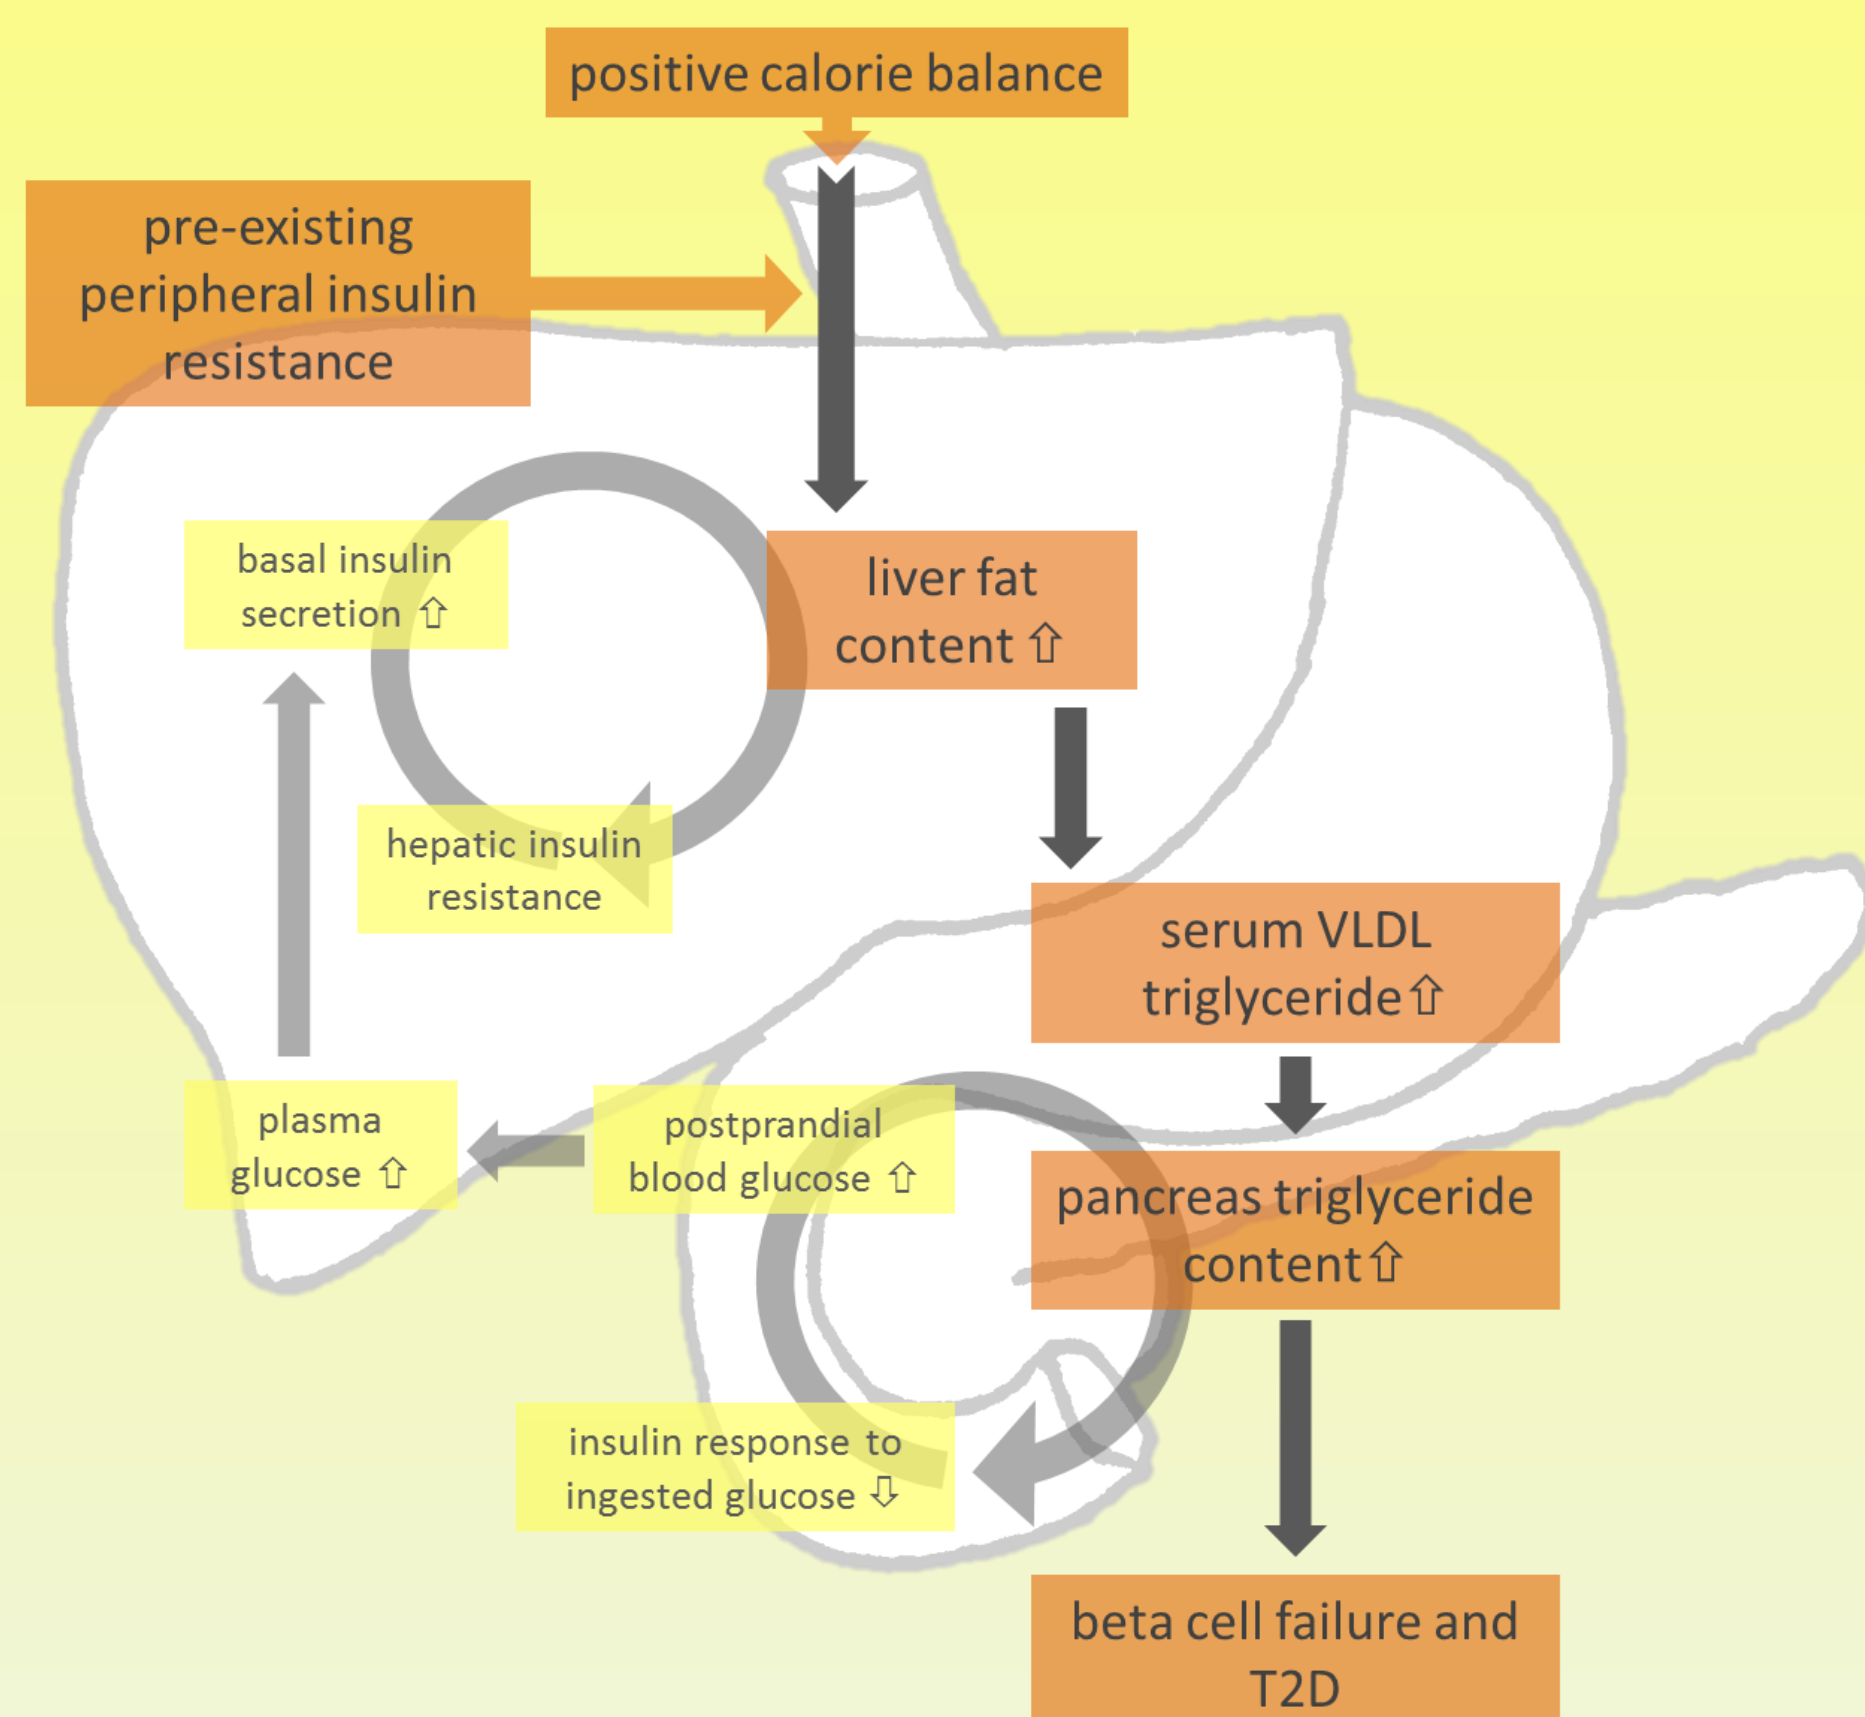 positive calorie balance
pre-existing
peripheral insulin
resistance
basal insulin
secretion ⇧
liver fat
content ⇧
hepatic insulin
resistance
serum VLDL
triglyceride⇧
plasma
glucose ⇧
postprandial
blood glucose ⇧
pancreas triglyceride
content⇧
insulin response to
ingested glucose ⇩
beta cell failure and
T2D